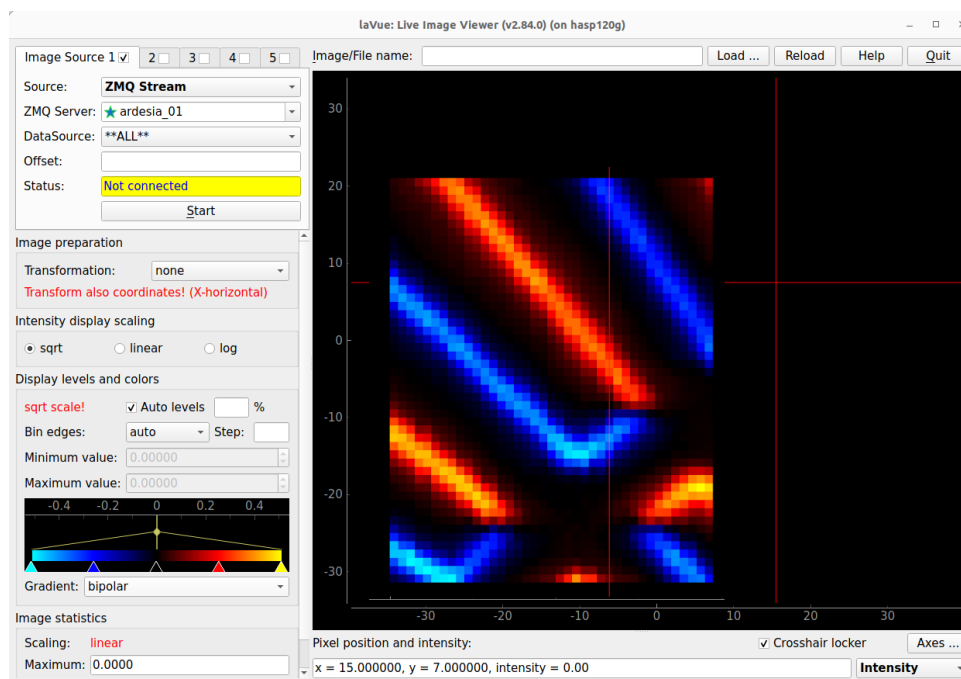 laVue: Live Image Viewer (v2.84.0) (on hasp120g)
Image Source 1 2 3 4 5
Image/File name: Load ... Reload Help Quit
Source: ZMQ Stream
ZMQ Server: ardesia_01
DataSource: **ALL**
Offset:
Status: Not connected
Start
Image preparation
Transformation: none
Transform also coordinates! (X-horizontal)
Intensity display scaling
sqrt linear log
Display levels and colors
sqrt scale! Auto levels %
Bin edges: auto Step:
Minimum value: 0.00000
Maximum value: 0.00000
-0.4 -0.2 0 0.2 0.4
Gradient: bipolar
Image statistics
Scaling: linear
Maximum: 0.0000
30
20
10
0
-10
-20
-30
-30 -20 -10 0 10 20 30
Pixel position and intensity: Crosshair locker Axes ...
x = 15.000000, y = 7.000000, intensity = 0.00 Intensity